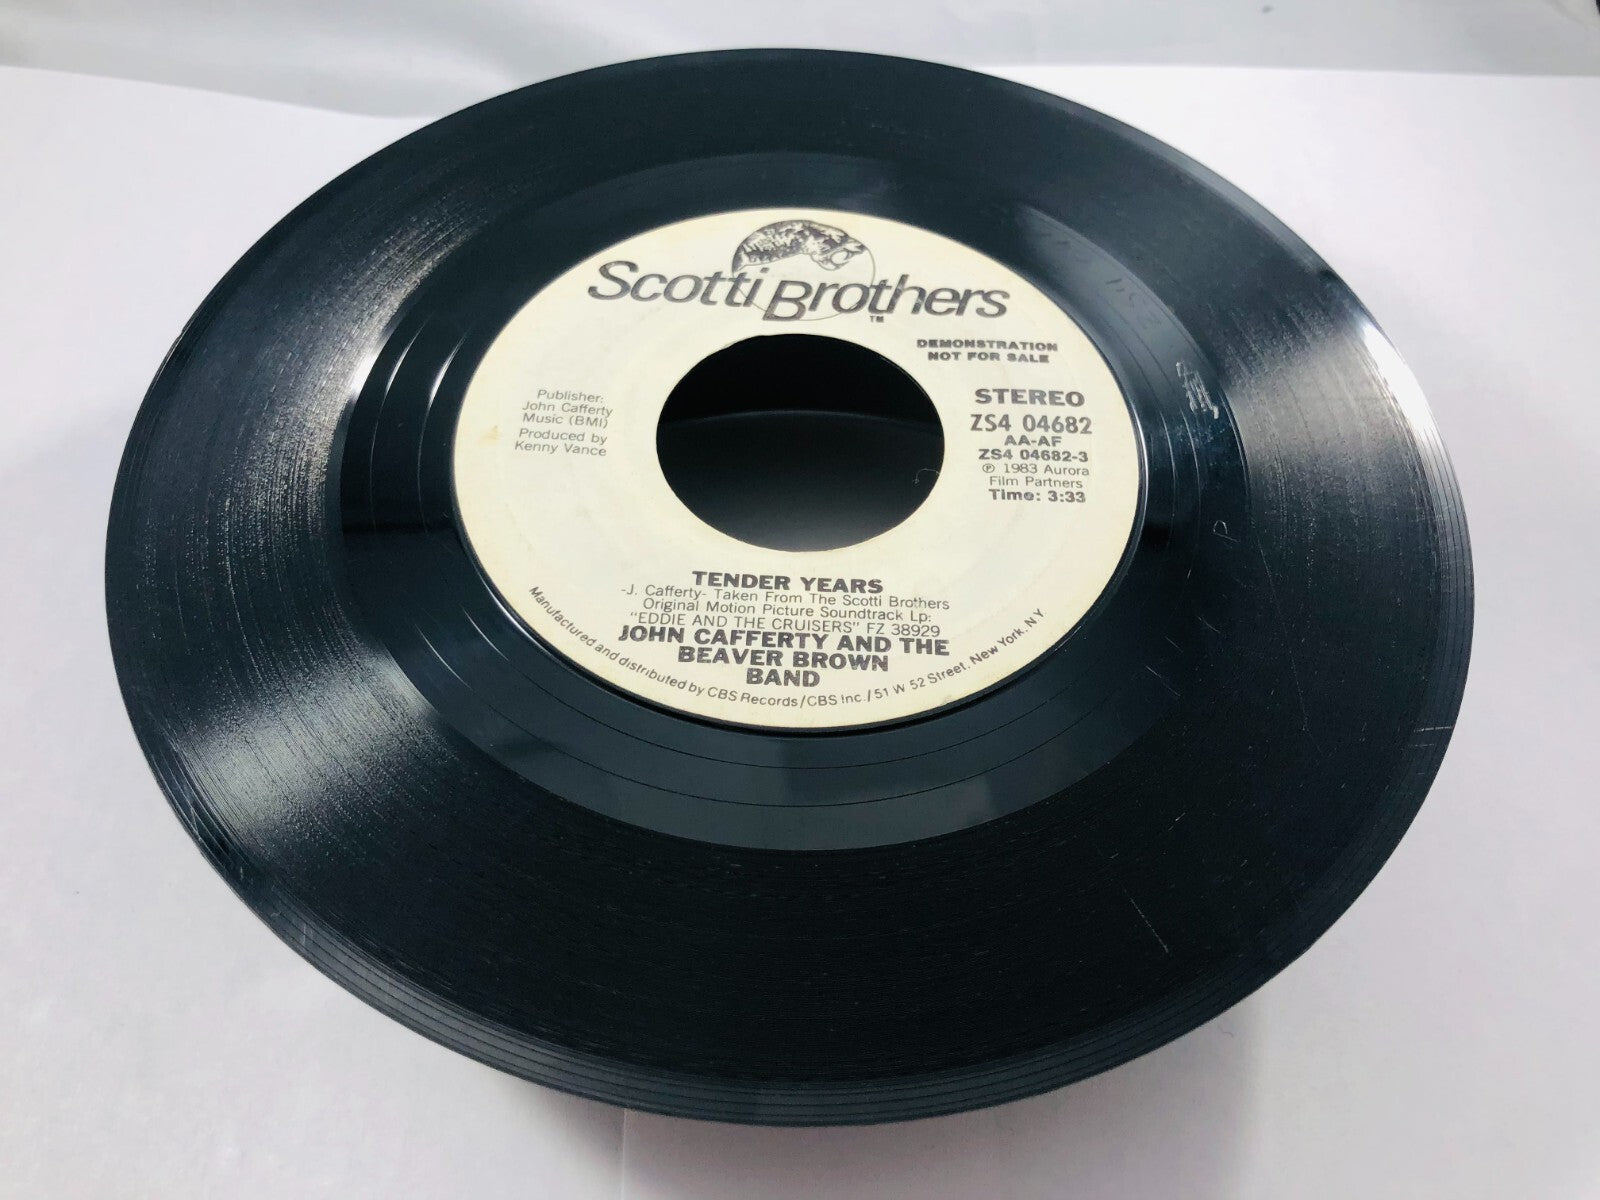 Scotti Brothers
TM
DEMONSTRATION
NOT FOR SALE
Publisher:
John Cafferty
Music (BMI)
Produced by
Kenny Vance
STEREO
ZS4 04682
AA-AF
ZS4 04682-3
℗ 1983 Aurora
Film Partners
Time: 3:33
TENDER YEARS
-J. Cafferty- Taken From The Scotti Brothers
Original Motion Picture Soundtrack Lp:
"EDDIE AND THE CRUISERS" FZ 38929
JOHN CAFFERTY AND THE
BEAVER BROWN
BAND
Manufactured and distributed by CBS Records/CBS Inc./51 W 52 Street, New York, N Y